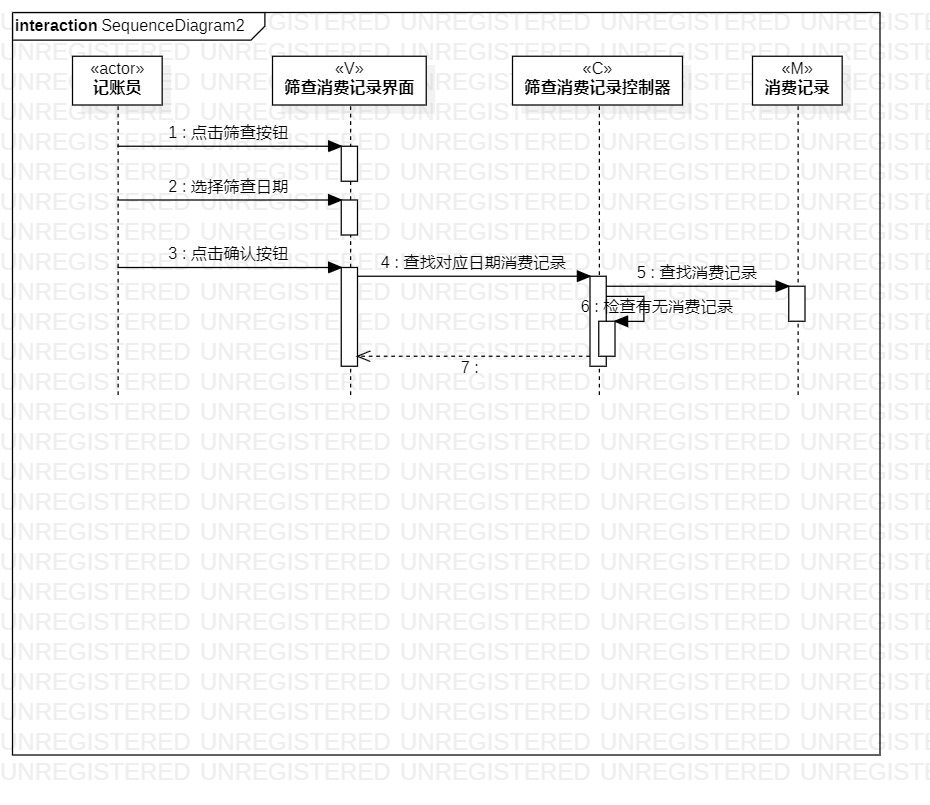 interaction SequenceDiagram2
«actor»
记账员
«V»
筛查消费记录界面
«C»
筛查消费记录控制器
«M»
消费记录
1 : 点击筛查按钮
2 : 选择筛查日期
3 : 点击确认按钮
4 : 查找对应日期消费记录
5 : 查找消费记录
6 : 检查有无消费记录
7 :
UNREGISTERED UNREGISTERED UNREGISTERED UNREGISTERED UNREGISTERED